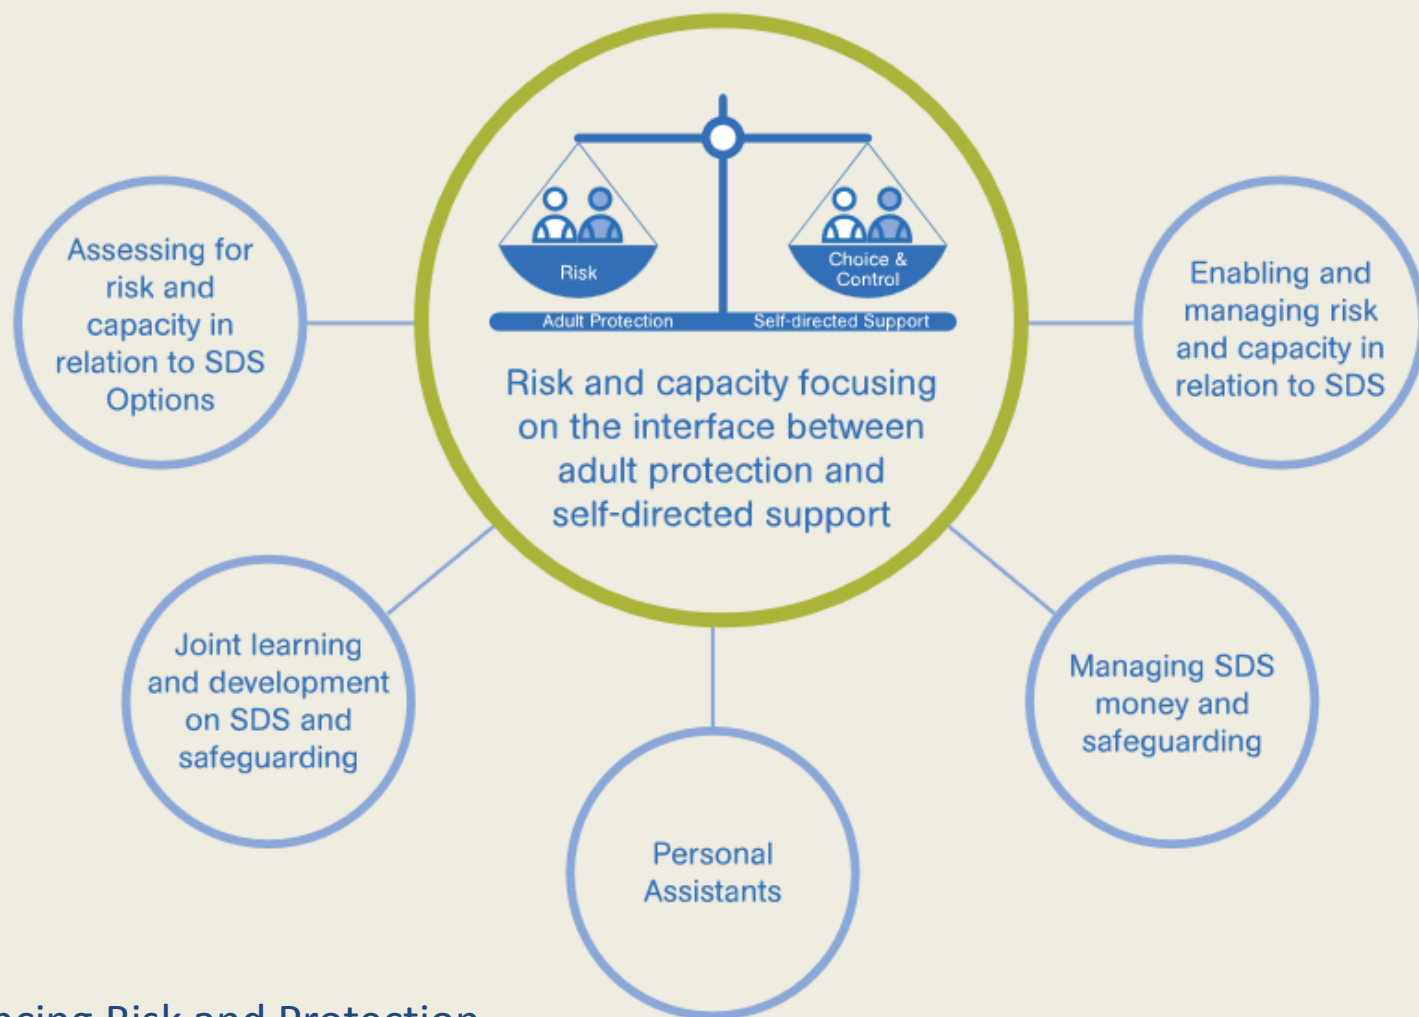 Risk
Choice &
Control
Adult Protection
Self-directed Support
Risk and capacity focusing
on the interface between
adult protection and
self-directed support
Assessing for
risk and
capacity in
relation to SDS
Options
Enabling and
managing risk
and capacity in
relation to SDS
Joint learning
and development
on SDS and
safeguarding
Managing SDS
money and
safeguarding
Personal
Assistants
Risk and Protection